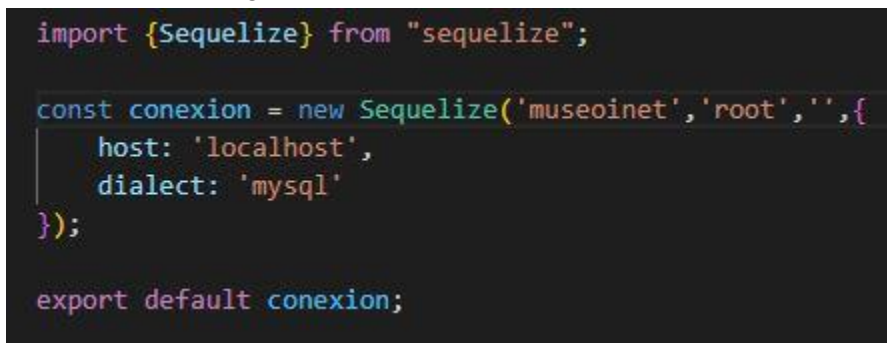 import {Sequelize} from "sequelize";
const conexion = new Sequelize('museoinet','root','',{
host: 'localhost',
dialect: 'mysql'
});
export default conexion;